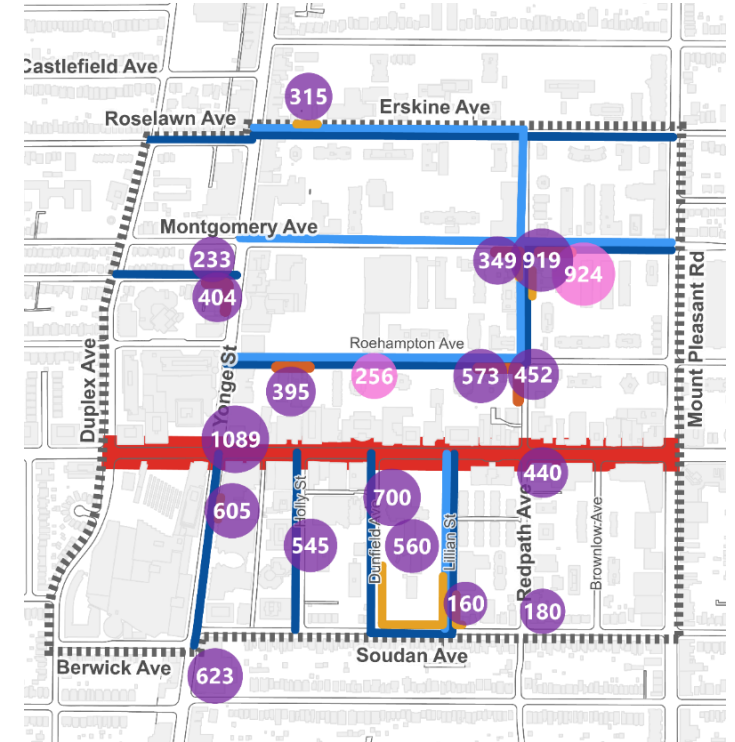 Castlefield Ave
315
Erskine Ave
Roselawn Ave
Montgomery Ave
233
349
919
924
404
Mount Pleasant Rd
Duplex Ave
Yonge St
Roehampton Ave
395
256
573
452
1089
440
605
Holly St
545
700
Dunfield Ave
560
Lillian St
Redpath Ave
Brownlow Ave
160
180
Soudan Ave
Berwick Ave
623